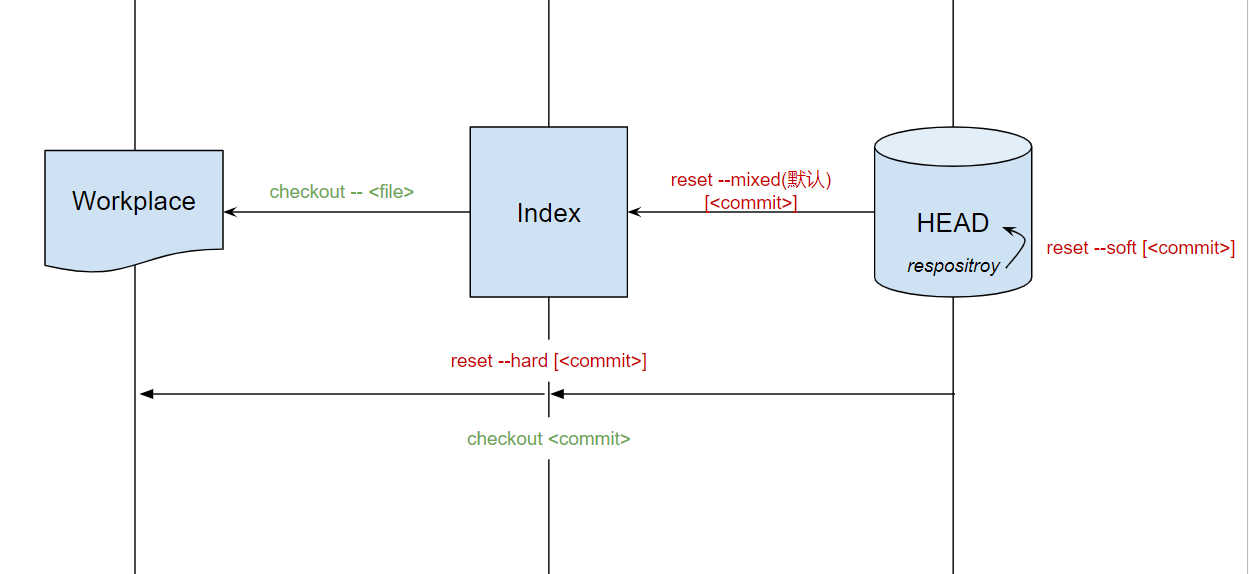 Workplace
checkout -- <file>
Index
reset --mixed(默认)
[<commit>]
HEAD
respositroy
reset --soft [<commit>]
reset --hard [<commit>]
checkout <commit>